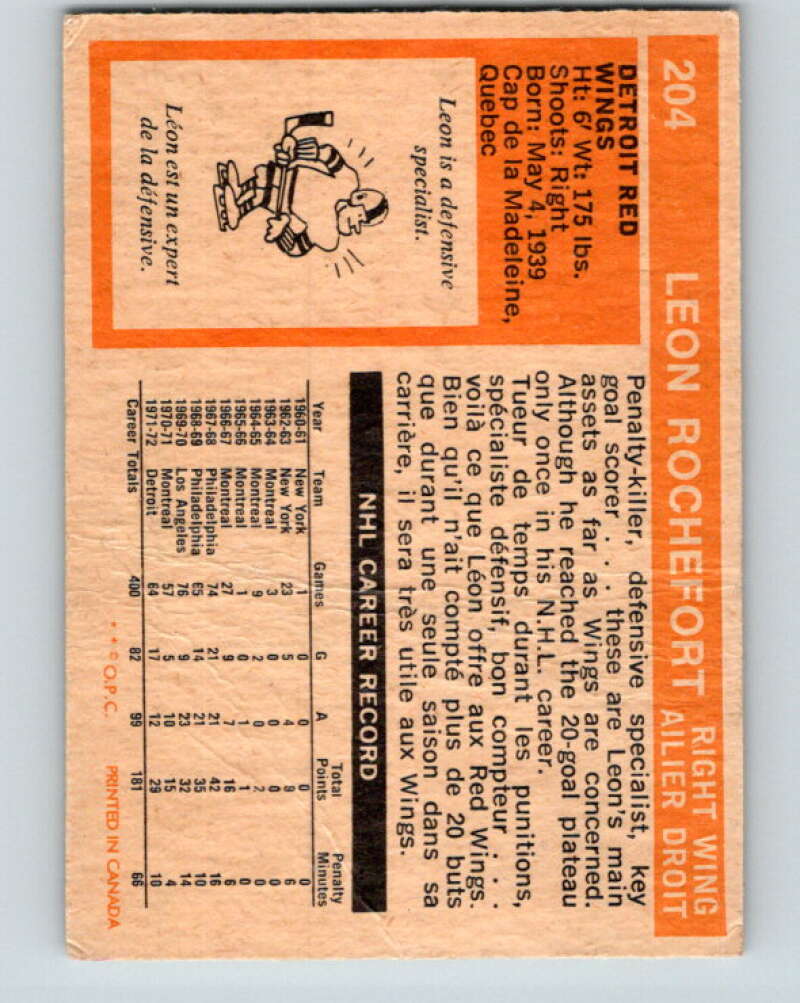 204 LEON ROCHEFORT RIGHT WING
AILIER DROIT
DETROIT RED
WINGS
Ht: 6' Wt: 175 lbs.
Shoots: Right
Born: May 4, 1939
Cap de la Madeleine,
Quebec
Leon is a defensive
specialist.
Léon est un expert
de la défensive.
Penalty-killer, defensive specialist, key
goal scorer . . . these are Leon's main
assets as far as Wings are concerned.
Although he reached the 20-goal plateau
only once in his N.H.L. career.
Tueur de temps durant les punitions,
spécialiste défensif, bon compteur . . .
voilà ce que Léon offre aux Red Wings.
Bien qu'il n'ait compté plus de 20 buts
que durant une seule saison dans sa
carrière, il sera très utile aux Wings.
NHL CAREER RECORD
Year Team Games G A Total Points Penalty Minutes
1960-61 New York 1 0 0 0 0
1962-63 New York 23 5 4 9 6
1963-64 Montreal 3 0 0 0 0
1964-65 Montreal 9 2 0 2 0
1965-66 Montreal 1 0 1 1 0
1966-67 Montreal 27 9 7 16 6
1967-68 Philadelphia 74 21 21 42 16
1968-69 Philadelphia 65 14 21 35 10
1969-70 Los Angeles 76 9 23 32 14
1970-71 Montreal 57 5 10 15 4
1971-72 Detroit 64 17 12 29 10
Career Totals 400 82 99 181 66
* * © O.P.C. PRINTED IN CANADA